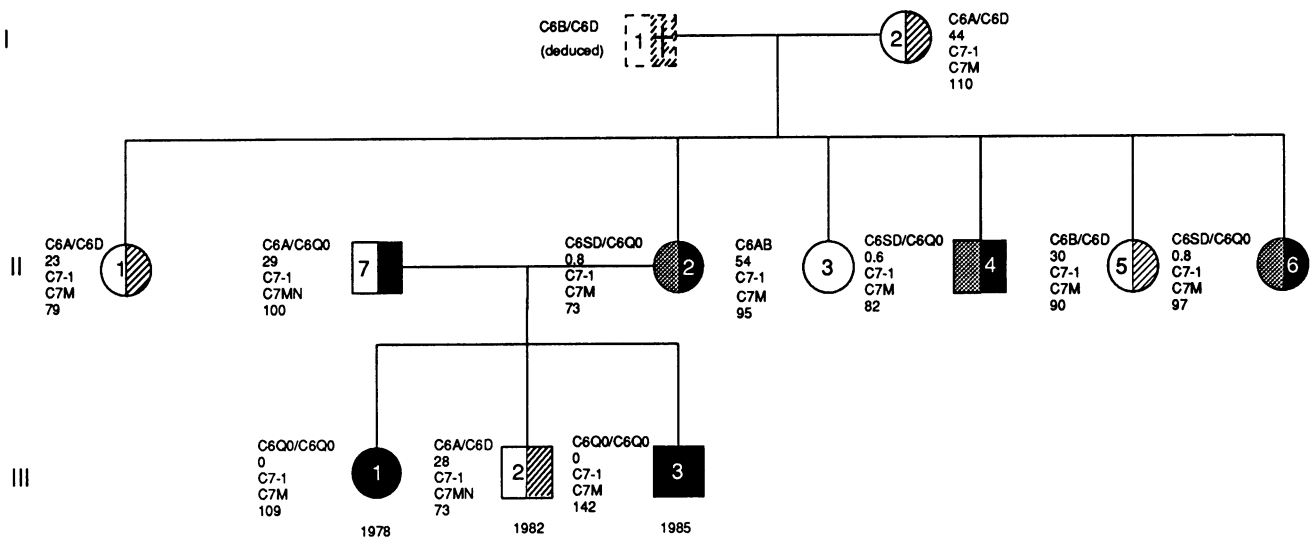 I
C6B/C6D
(deduced)
1
2
C6A/C6D
44
C7-1
C7M
110
II
C6A/C6D
23
C7-1
C7M
79
1
C6A/C6Q0
29
C7-1
C7MN
100
7
C6SD/C6Q0
0.8
C7-1
C7M
73
2
C6AB
54
C7-1
C7M
95
3
C6SD/C6Q0
0.6
C7-1
C7M
82
4
C6B/C6D
30
C7-1
C7M
90
5
C6SD/C6Q0
0.8
C7-1
C7M
97
6
III
C6Q0/C6Q0
0
C7-1
C7M
109
1
1978
C6A/C6D
28
C7-1
C7MN
73
2
1982
C6Q0/C6Q0
0
C7-1
C7M
142
3
1985